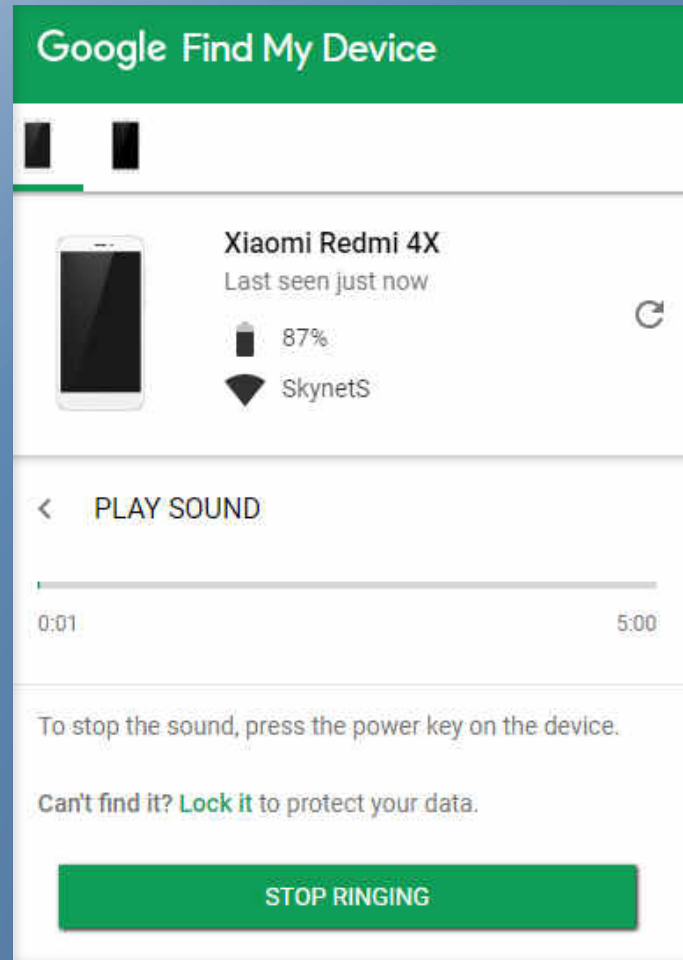 Google Find My Device
Xiaomi Redmi 4X
Last seen just now
87%
SkynetS
PLAY SOUND
0:01 5:00
To stop the sound, press the power key on the device.
Can't find it? Lock it to protect your data.
STOP RINGING